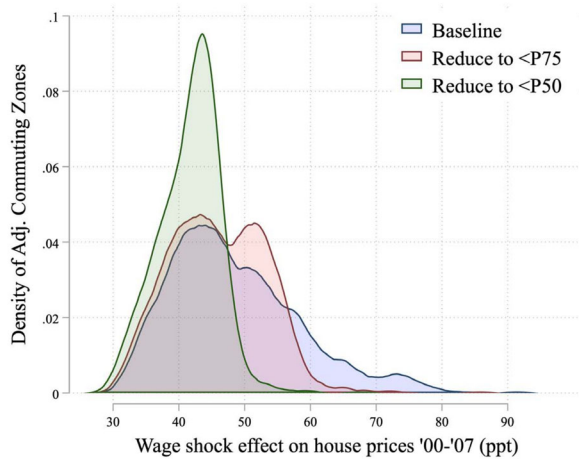 Baseline
Reduce to <P75
Reduce to <P50
Density of Adj. Commuting Zones
.1
.08
.06
.04
.02
0
30 40 50 60 70 80 90
Wage shock effect on house prices '00-'07 (ppt)